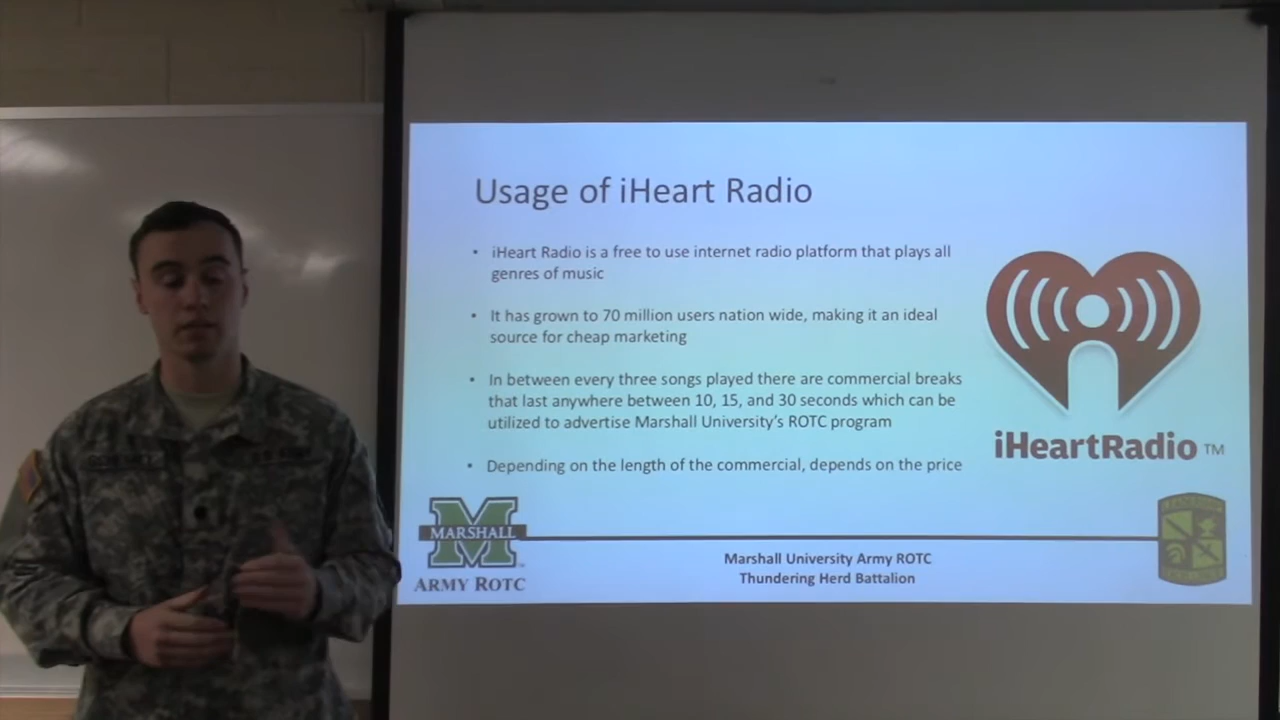 Usage of iHeart Radio
• iHeart Radio is a free to use internet radio platform that plays all
genres of music
• It has grown to 70 million users nation wide, making it an ideal
source for cheap marketing
• In between every three songs played there are commercial breaks
that last anywhere between 10, 15, and 30 seconds which can be
utilized to advertise Marshall University's ROTC program
• Depending on the length of the commercial, depends on the price
iHeartRadio TM
MARSHALL
ARMY ROTC
Marshall University Army ROTC
Thundering Herd Battalion